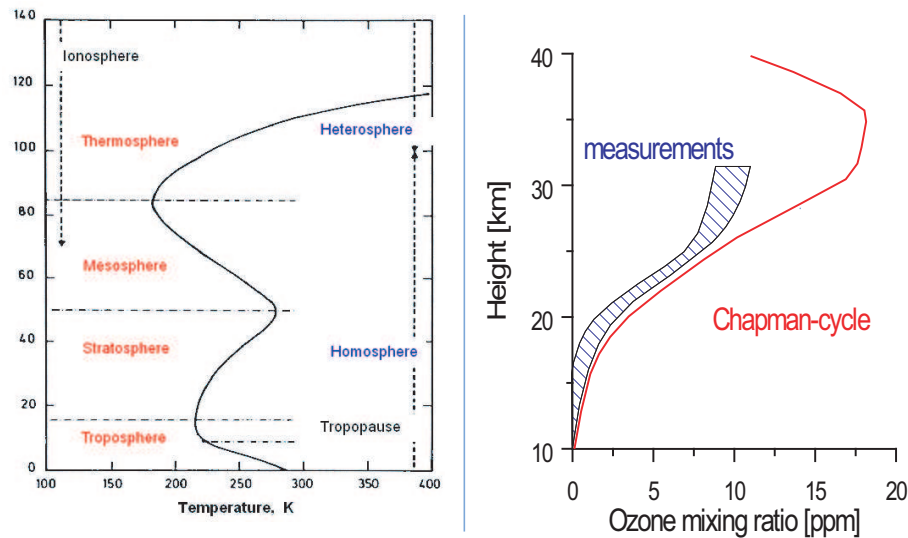 140
120
100
80
60
40
20
0
Ionosphere
Thermosphere
Heterosphere
Mesosphere
Stratosphere
Homosphere
Tropopause
Troposphere
100 150 200 250 300 350 400
Temperature, K
40
30
20
10
Height [km]
measurements
Chapman-cycle
0 5 10 15 20
Ozone mixing ratio [ppm]